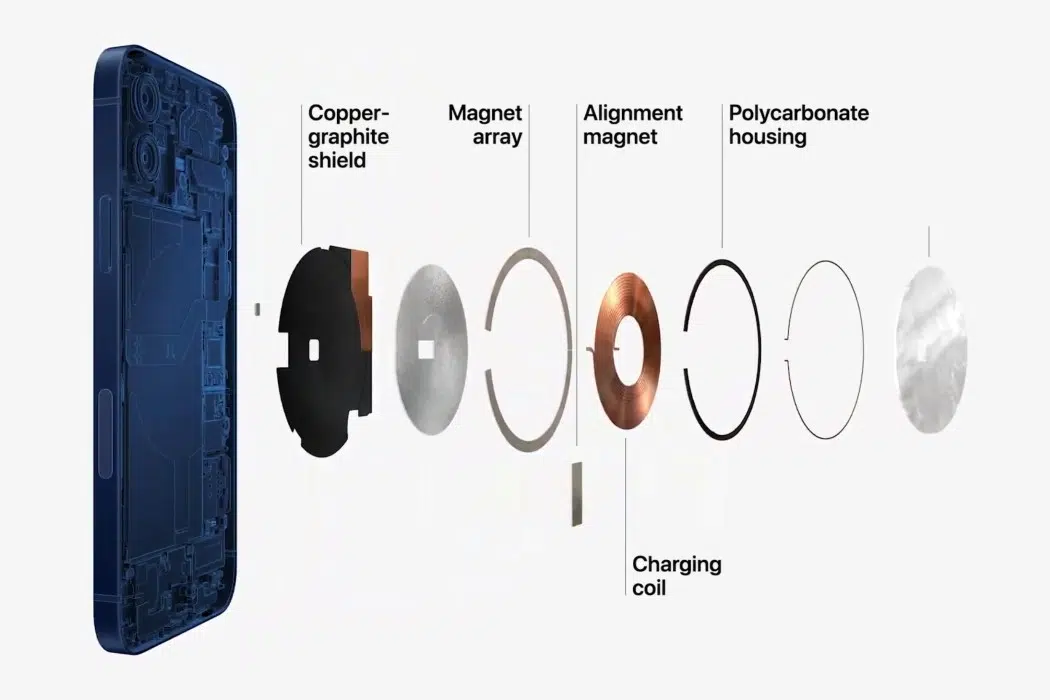 Copper-
graphite
shield
Magnet
array
Alignment
magnet
Polycarbonate
housing
Charging
coil